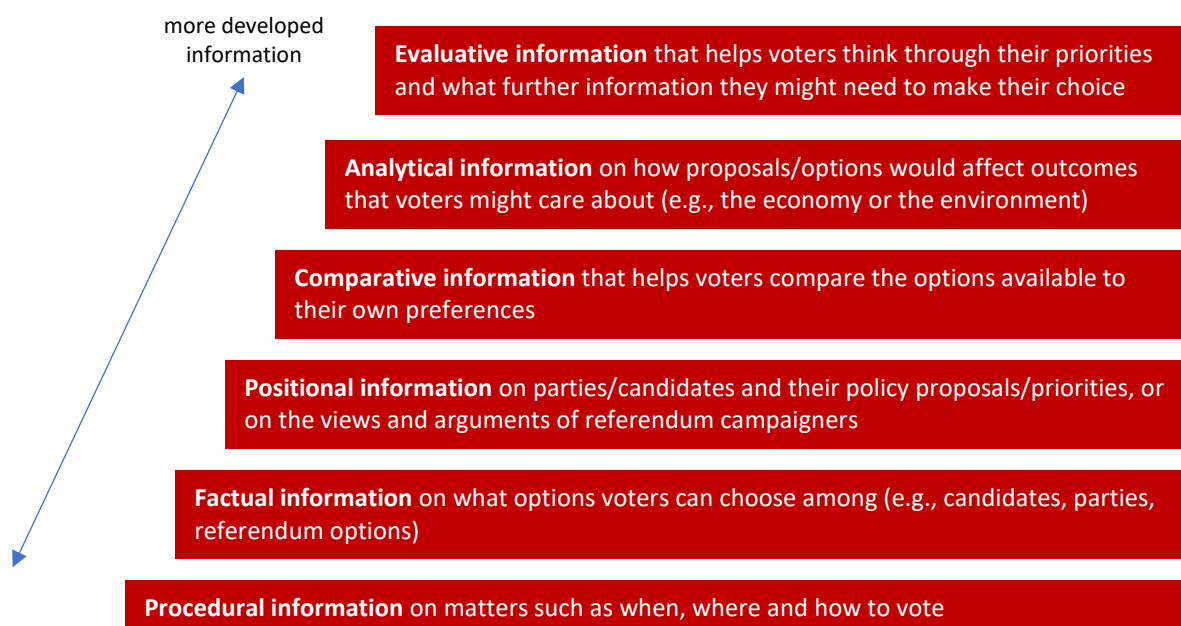 more developed
information
Evaluative information that helps voters think through their priorities
and what further information they might need to make their choice
Analytical information on how proposals/options would affect outcomes
that voters might care about (e.g., the economy or the environment)
Comparative information that helps voters compare the options available to
their own preferences
Positional information on parties/candidates and their policy proposals/priorities, or
on the views and arguments of referendum campaigners
Factual information on what options voters can choose among (e.g., candidates, parties,
referendum options)
Procedural information on matters such as when, where and how to vote